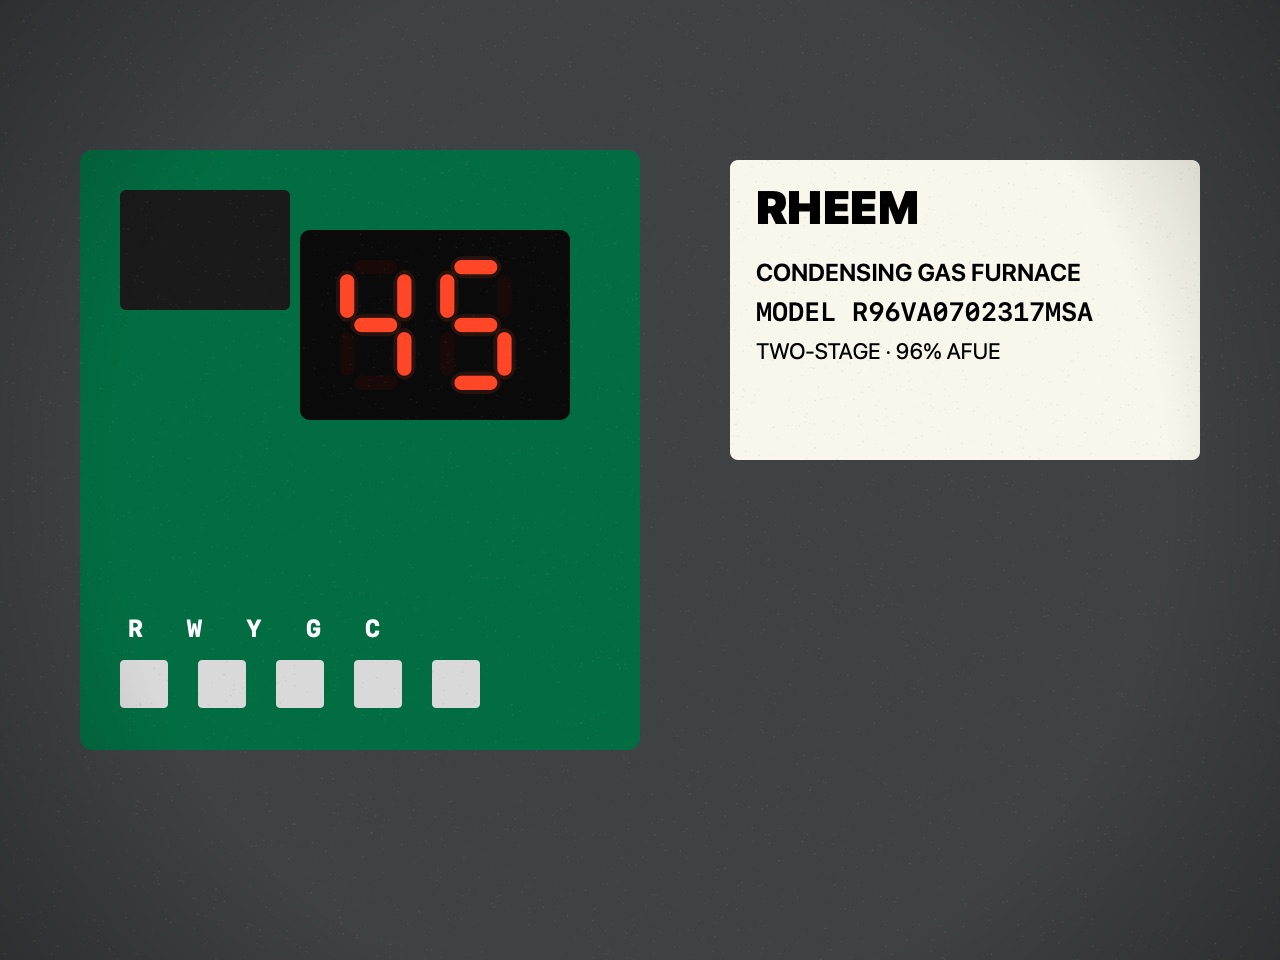 45
R W Y G C
RHEEM
CONDENSING GAS FURNACE
MODEL R96VA0702317MSA
TWO-STAGE · 96% AFUE